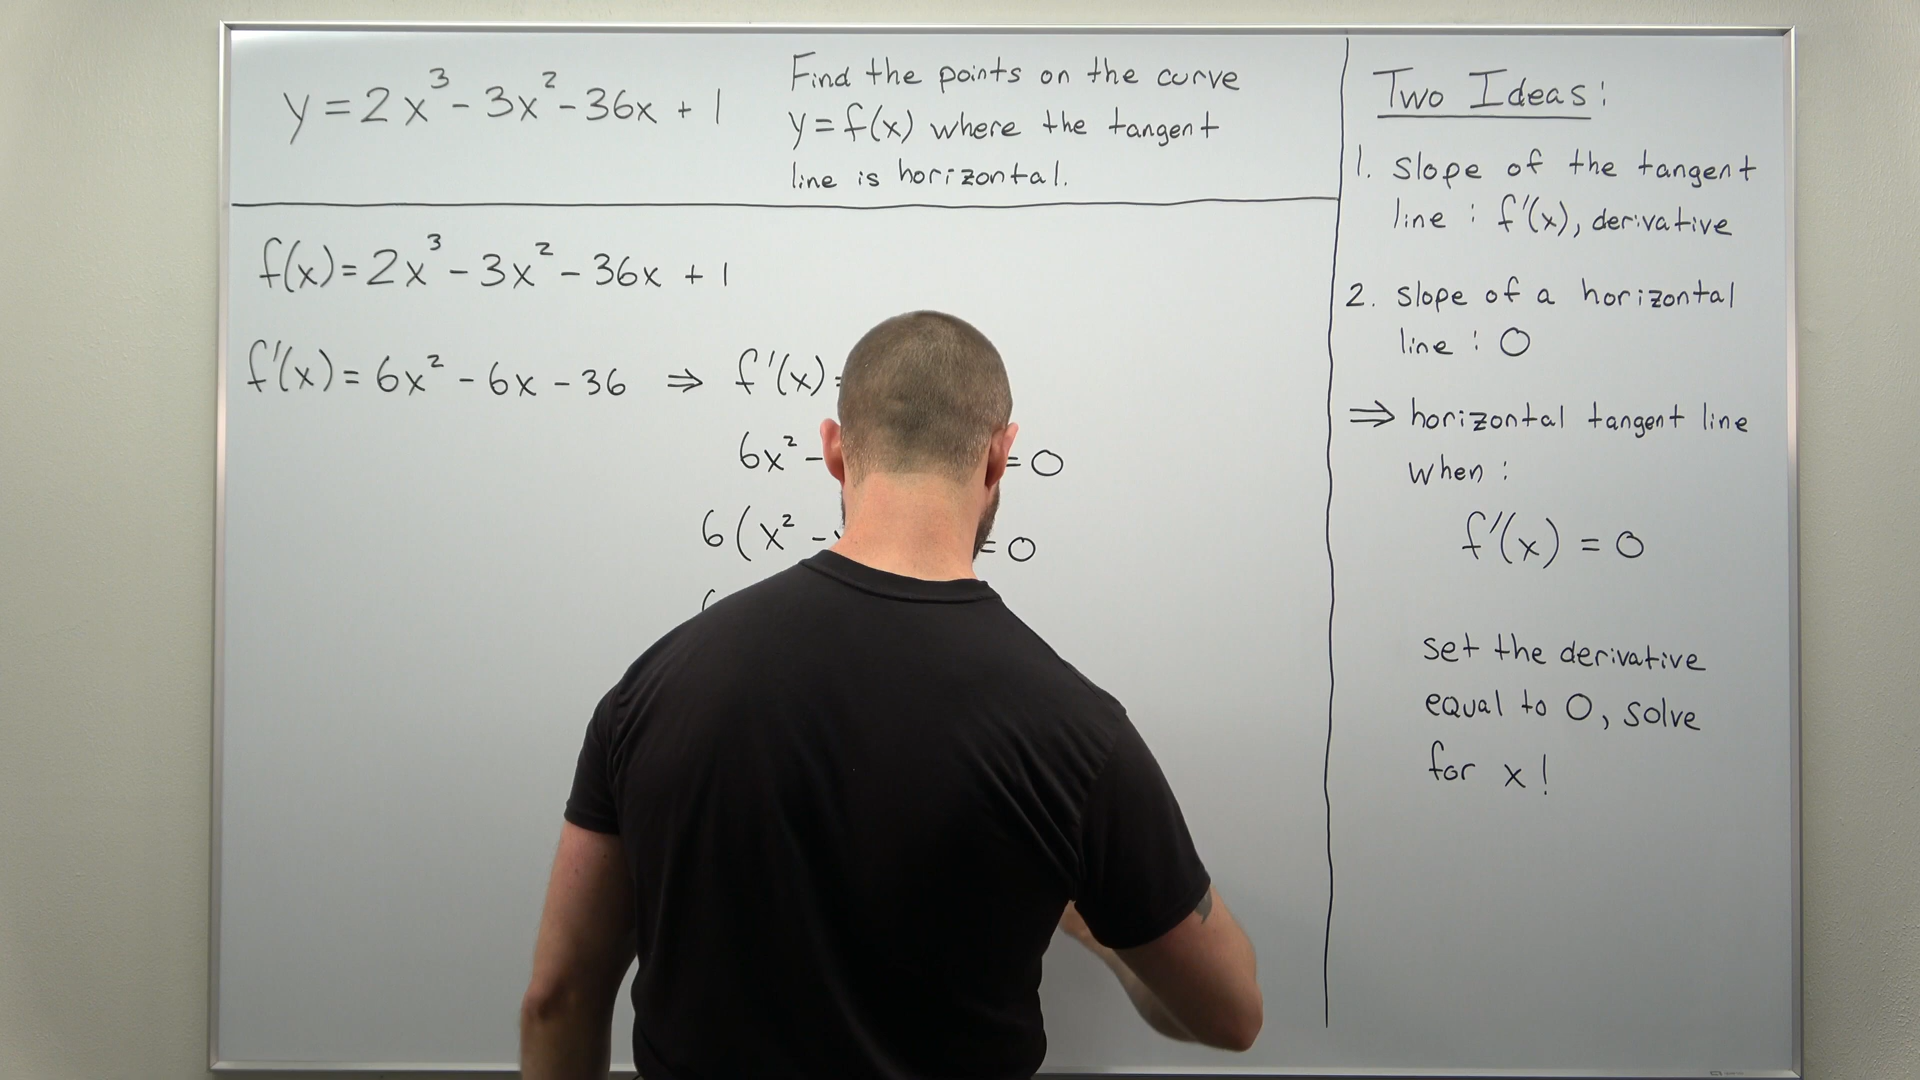 y = 2x³ - 3x² - 36x + 1
Find the points on the curve
y = f(x) where the tangent
line is horizontal.
f(x) = 2x³ - 3x² - 36x + 1
f'(x) = 6x² - 6x - 36 ⇒ f'(x) =
6x² - = 0
6(x² - = 0
Two Ideas:
1. slope of the tangent
line : f'(x), derivative
2. slope of a horizontal
line : 0
⇒ horizontal tangent line
when :
f'(x) = 0
set the derivative
equal to 0, solve
for x!